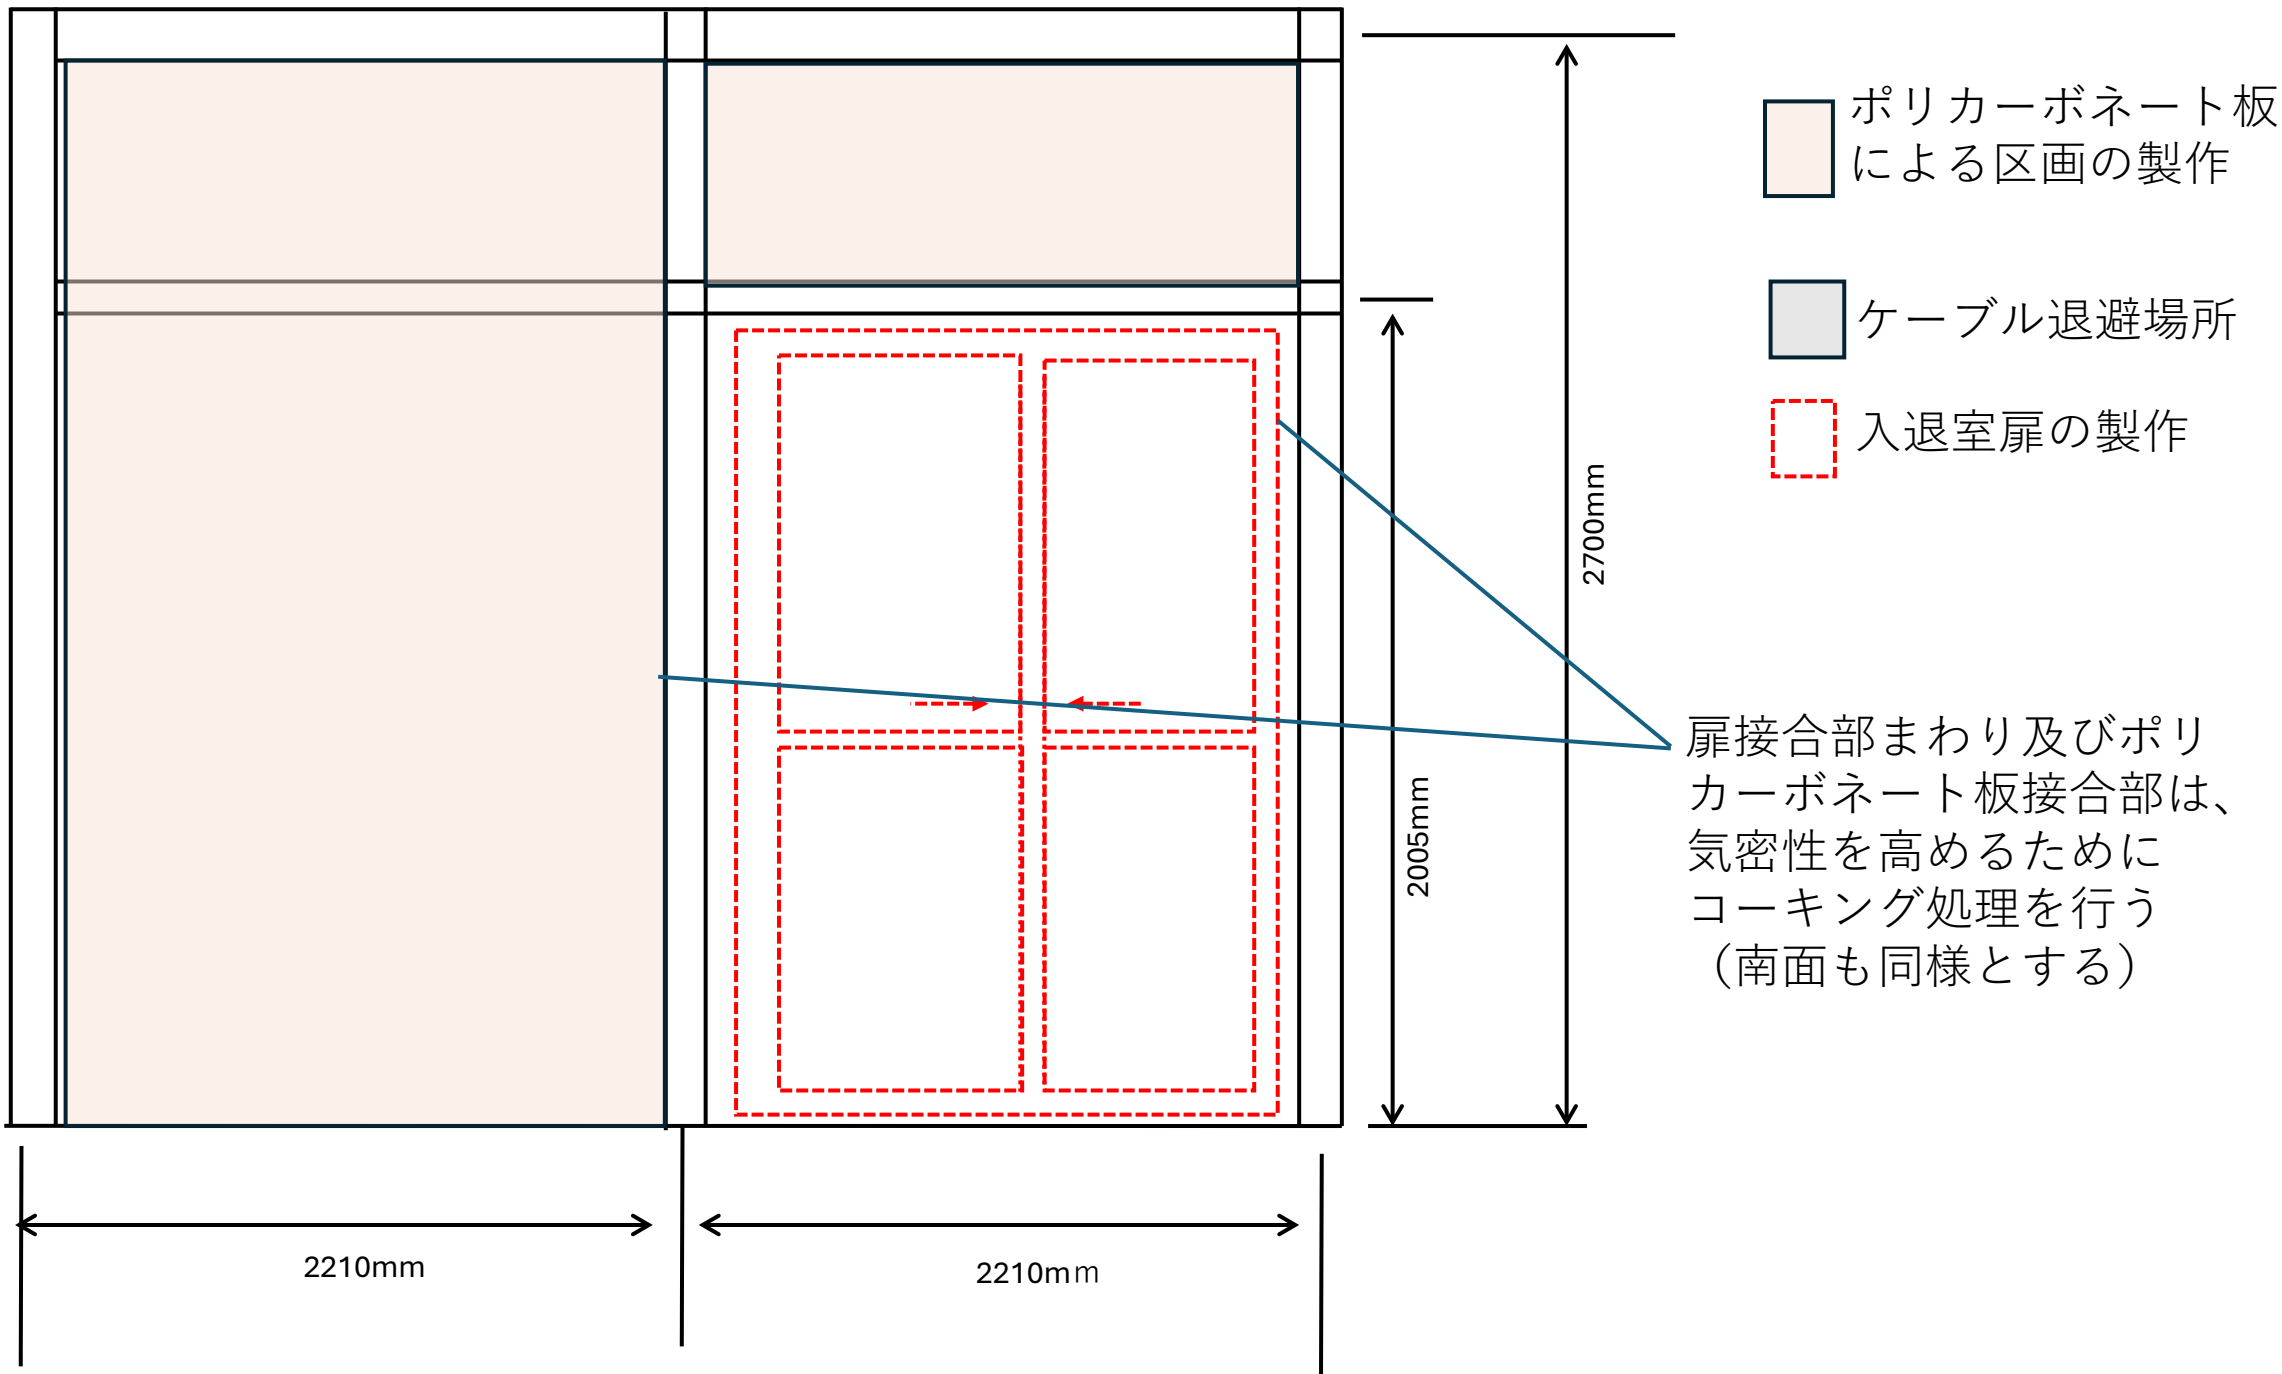 ポリカーボネート板
による区画の製作
ケーブル退避場所
入退室扉の製作
2700mm
2005mm
扉接合部まわり及びポリ
カーボネート板接合部は、
気密性を高めるために
コーキング処理を行う
（南面も同様とする）
2210mm
2210mm